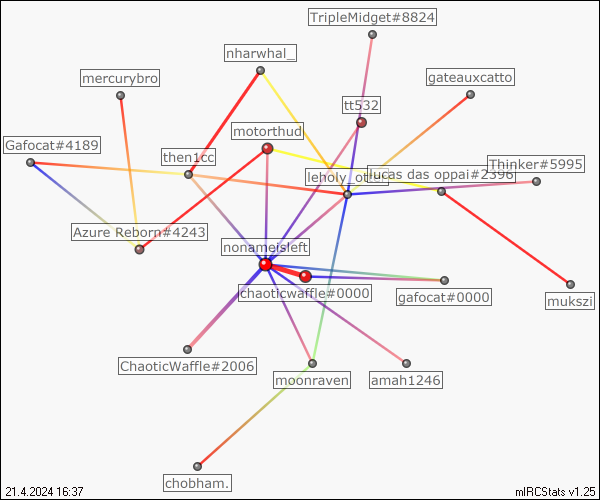 TripleMidget#8824
nharwhal_
mercurybro
gateauxcatto
tt532
motorthud
Gafocat#4189
then1cc
Thinker#5995
leholy_otter
lucas das oppai#2396
Azure Reborn#4243
nonameisleft
chaoticwaffle#0000
gafocat#0000
mukszi
ChaoticWaffle#2006
moonraven
amah1246
chobham.
21.4.2024 16:37
mIRCStats v1.25